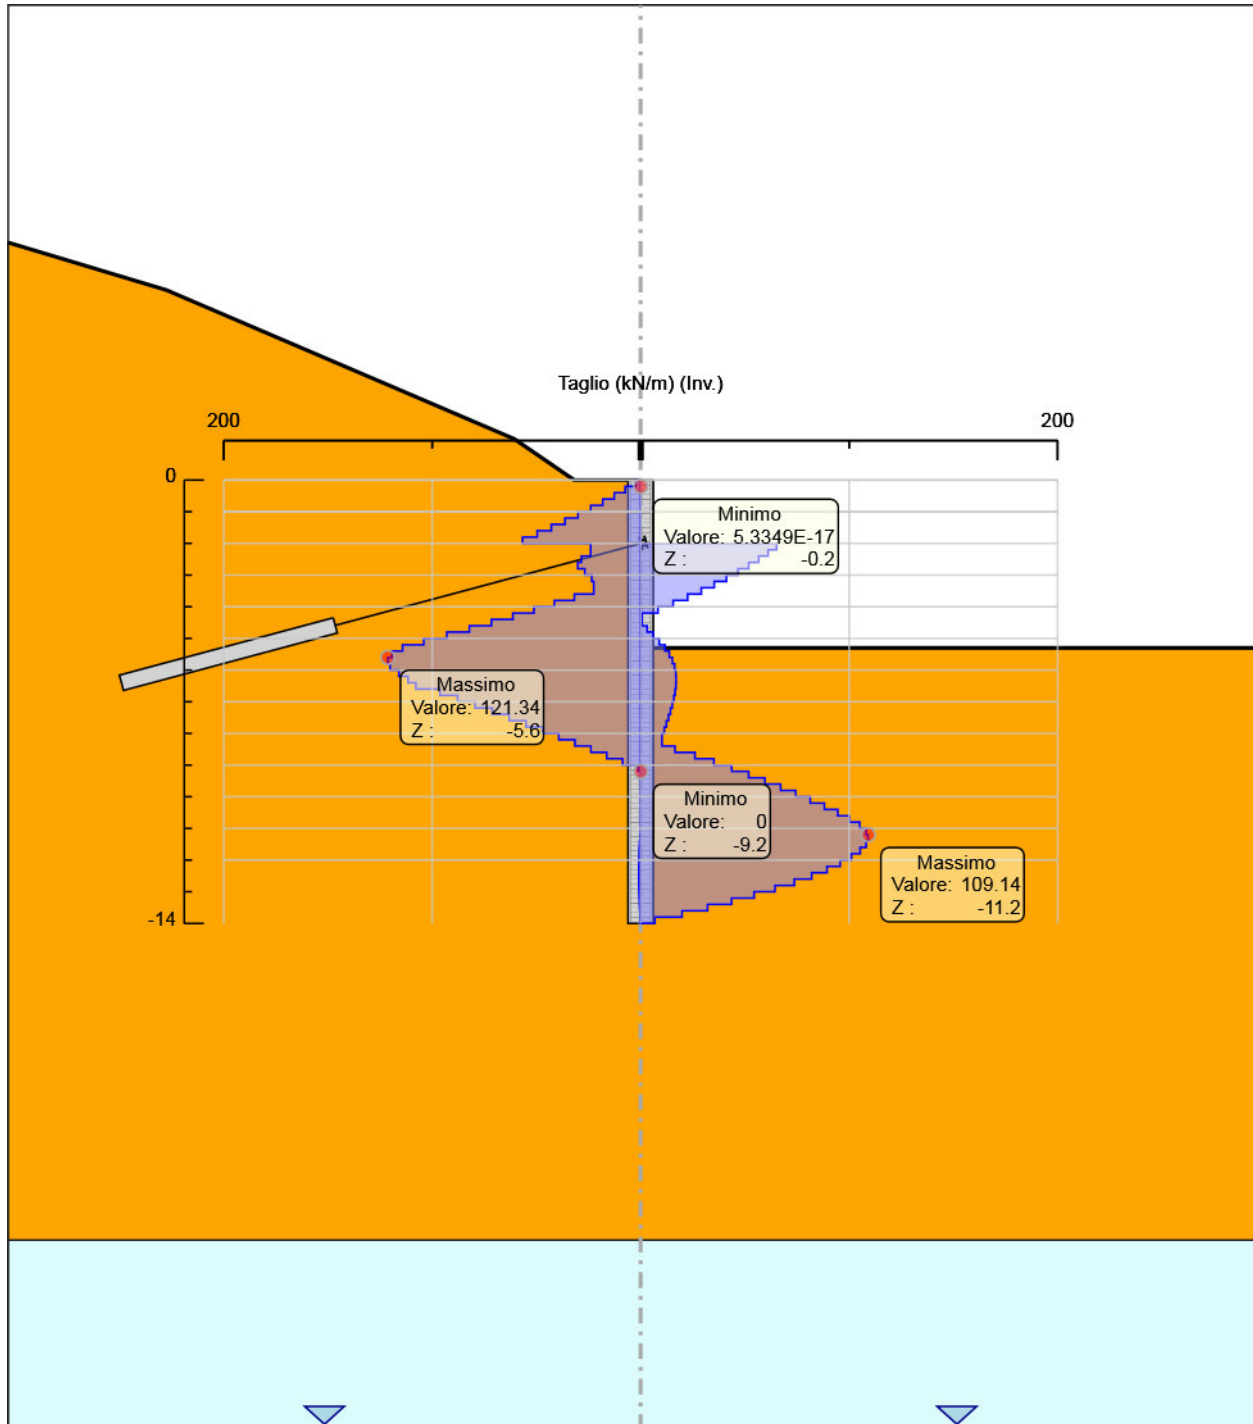 Taglio (kN/m) (Inv.)
200
200
0
Minimo
Valore: 5.3349E-17
Z : -0.2
Massimo
Valore: 121.34
Z : -5.6
Minimo
Valore: 0
Z : -9.2
Massimo
Valore: 109.14
Z : -11.2
-14